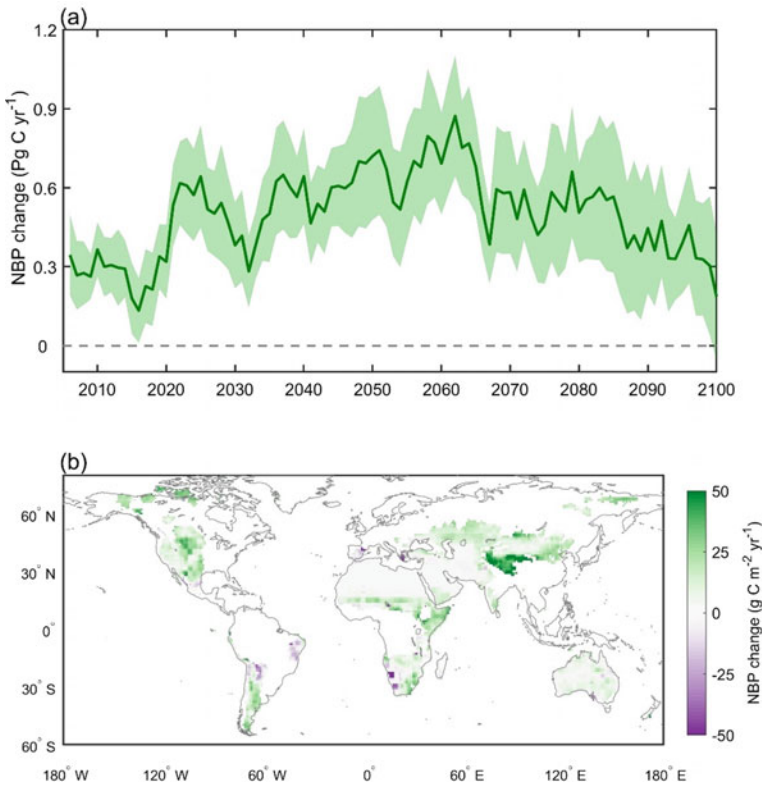 (a)
1.2
0.9
0.6
0.3
0
NBP change (Pg C yr⁻¹)
2010 2020 2030 2040 2050 2060 2070 2080 2090 2100
(b)
60° N
30° N
0°
30° S
60° S
180° W 120° W 60° W 0° 60° E 120° E 180° E
50
25
0
-25
-50
NBP change (g C m⁻² yr⁻¹)